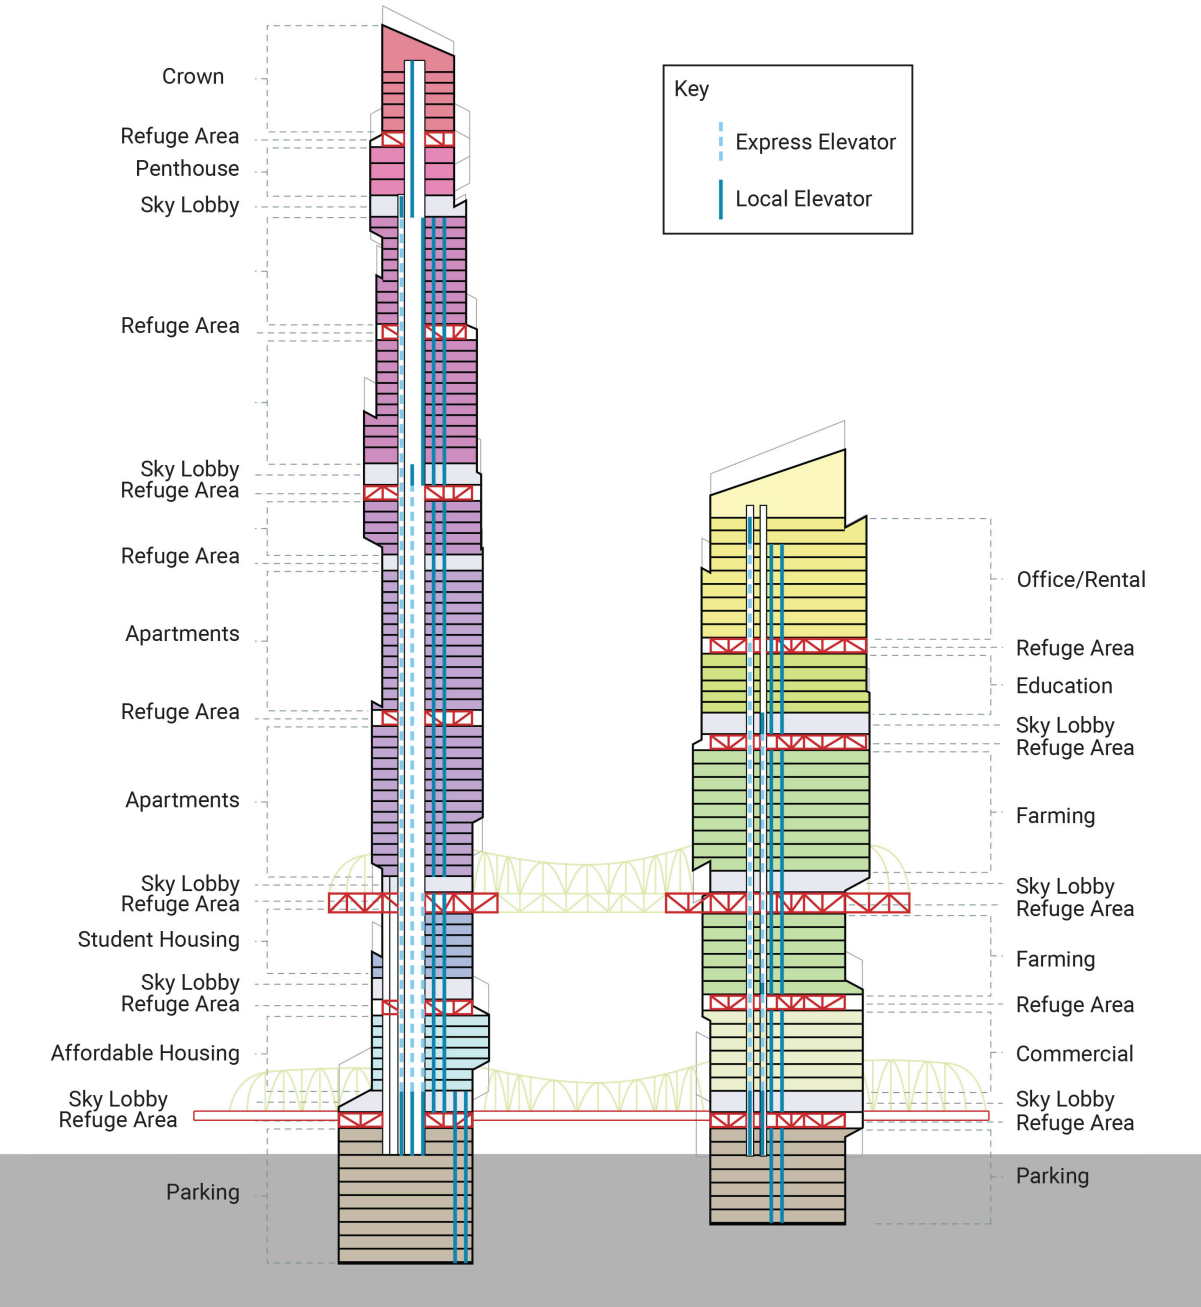 Crown
Refuge Area
Penthouse
Sky Lobby
Refuge Area
Sky Lobby
Refuge Area
Refuge Area
Apartments
Refuge Area
Apartments
Sky Lobby
Refuge Area
Student Housing
Sky Lobby
Refuge Area
Affordable Housing
Sky Lobby
Refuge Area
Parking
Key
Express Elevator
Local Elevator
Office/Rental
Refuge Area
Education
Sky Lobby
Refuge Area
Farming
Sky Lobby
Refuge Area
Farming
Refuge Area
Commercial
Sky Lobby
Refuge Area
Parking